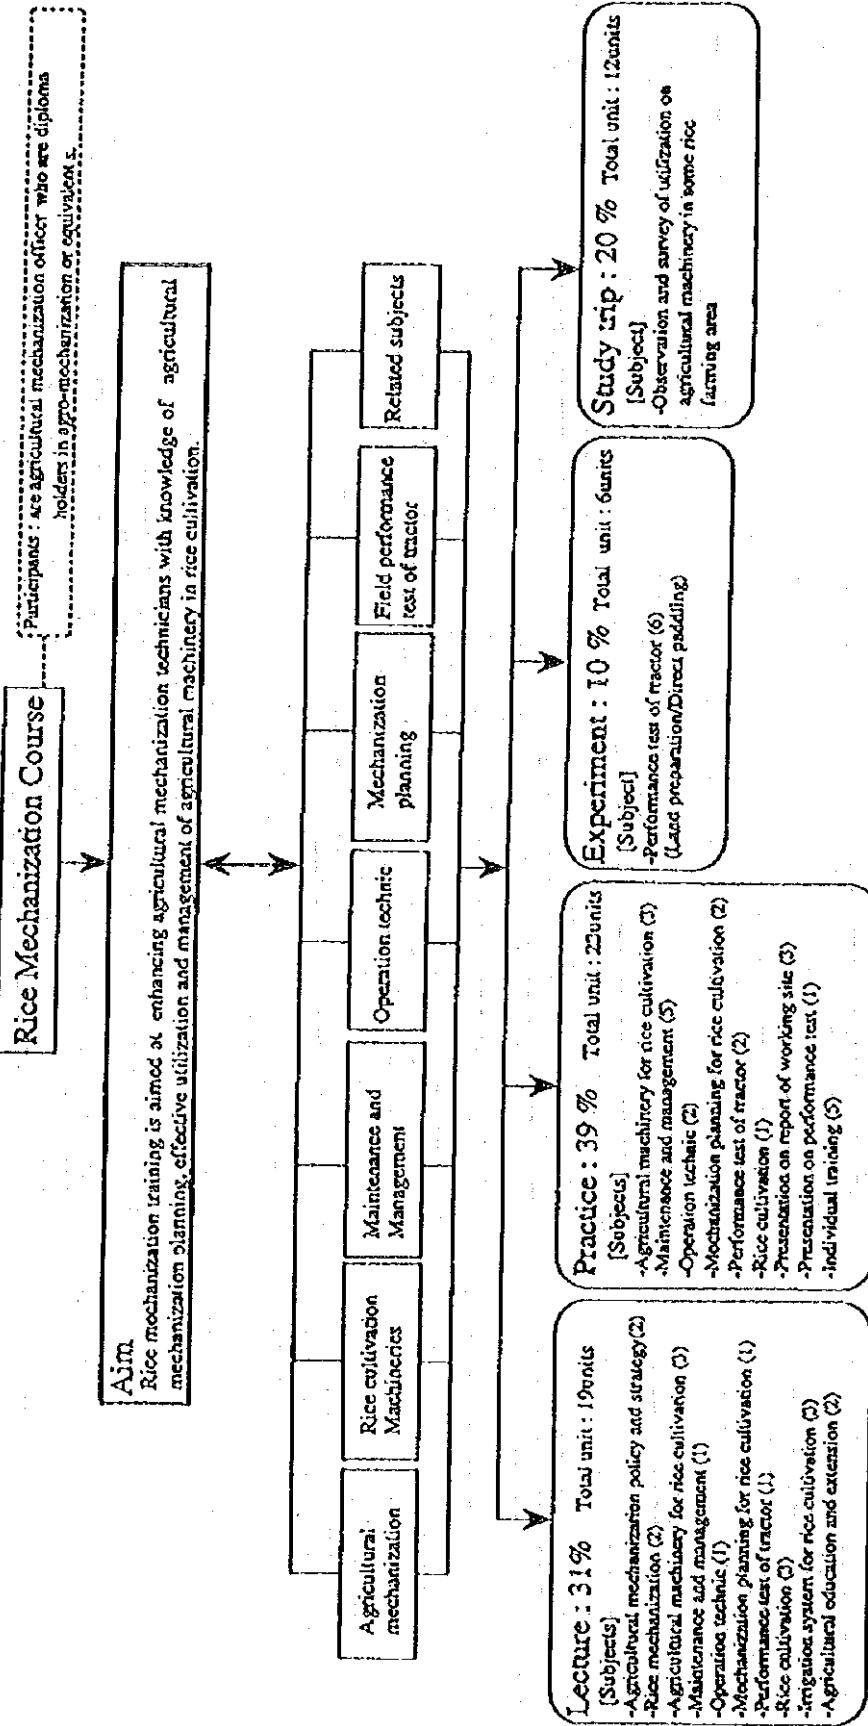 Rice Mechanization Course
Participants : are agricultural mechanization officer who are diploma
holders in agro-mechanization or equivalent s.
Aim
Rice mechanization training is aimed at enhancing agricultural mechanization technicians with knowledge of agricultural
mechanization planning, effective utilization and management of agricultural machinery in rice cultivation.
Agricultural
mechanization
Rice cultivation
Machineries
Maintenance and
Management
Operation technic
Mechanization
planning
Field performance
test of tractor
Related subjects
Lecture : 31% Total unit : 19units
[Subjects]
-Agricultural mechanization policy and strategy(2)
-Rice mechanization (2)
-Agricultural machinery for rice cultivation (3)
-Maintenance and management (1)
-Operation technic (1)
-Mechanization planning for rice cultivation (1)
-Performance test of tractor (1)
-Rice cultivation (3)
-Irrigation system for rice cultivation (3)
-Agricultural education and extension (2)
Practice : 39 % Total unit : 23units
[Subjects]
-Agricultural machinery for rice cultivation (3)
-Maintenance and management (5)
-Operation technic (2)
-Mechanization planning for rice cultivation (2)
-Performance test of tractor (2)
-Rice cultivation (1)
-Presentation on report of working site (3)
-Presentation on performance test (1)
-Individual training (5)
Experiment : 10 % Total unit : 6units
[Subject]
-Performance test of tractor (6)
(Land preparation/Direct paddling)
Study trip : 20 % Total unit : 12units
[Subject]
-Observation and survey of utilization on
agricultural machinery in some rice
farming area